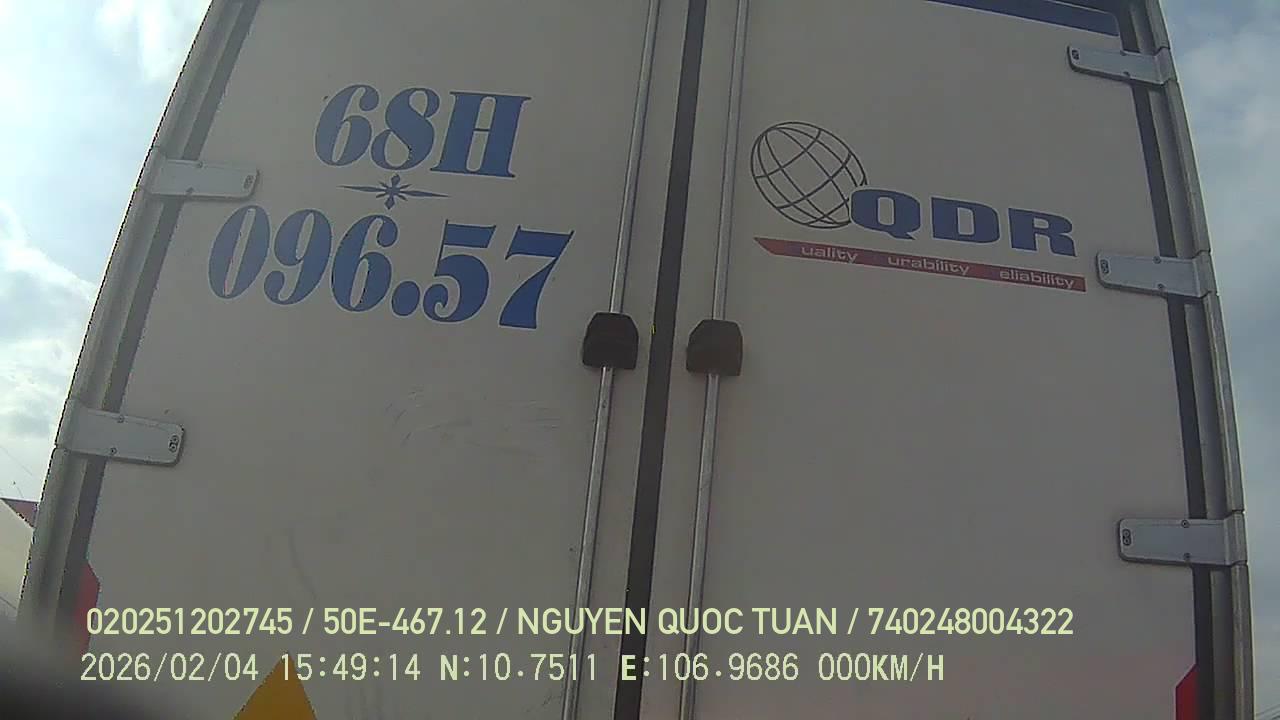 68H
096.57
QDR
uality urability eliability
020251202745 / 50E-467.12 / NGUYEN QUOC TUAN / 740248004322
2026/02/04 15:49:14 N:10.7511 E:106.9686 000KM/H